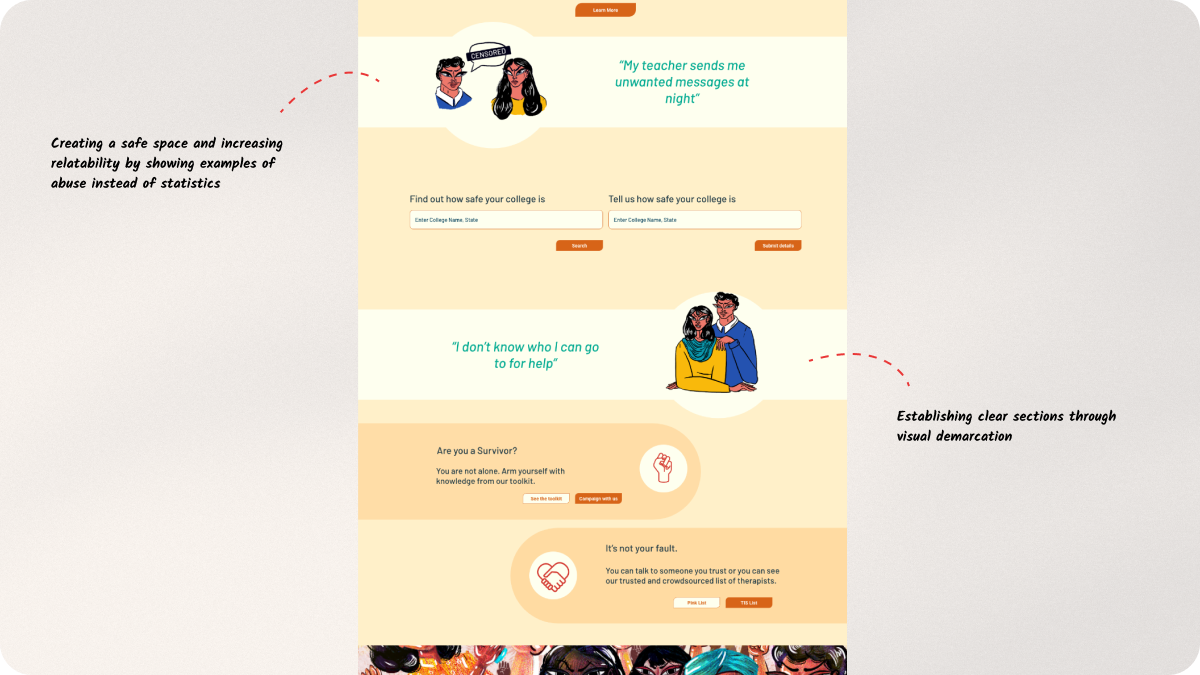 Learn More
CENSORED
"My teacher sends me
unwanted messages at
night"
Creating a safe space and increasing
relatability by showing examples of
abuse instead of statistics
Find out how safe your college is
Enter College Name, State
Search
Tell us how safe your college is
Enter College Name, State
Submit details
"I don't know who I can go
to for help"
Establishing clear sections through
visual demarcation
Are you a Survivor?
You are not alone. Arm yourself with
knowledge from our toolkit.
See the toolkit
Campaign with us
It's not your fault.
You can talk to someone you trust or you can see
our trusted and crowdsourced list of therapists.
Pink List
TIS List